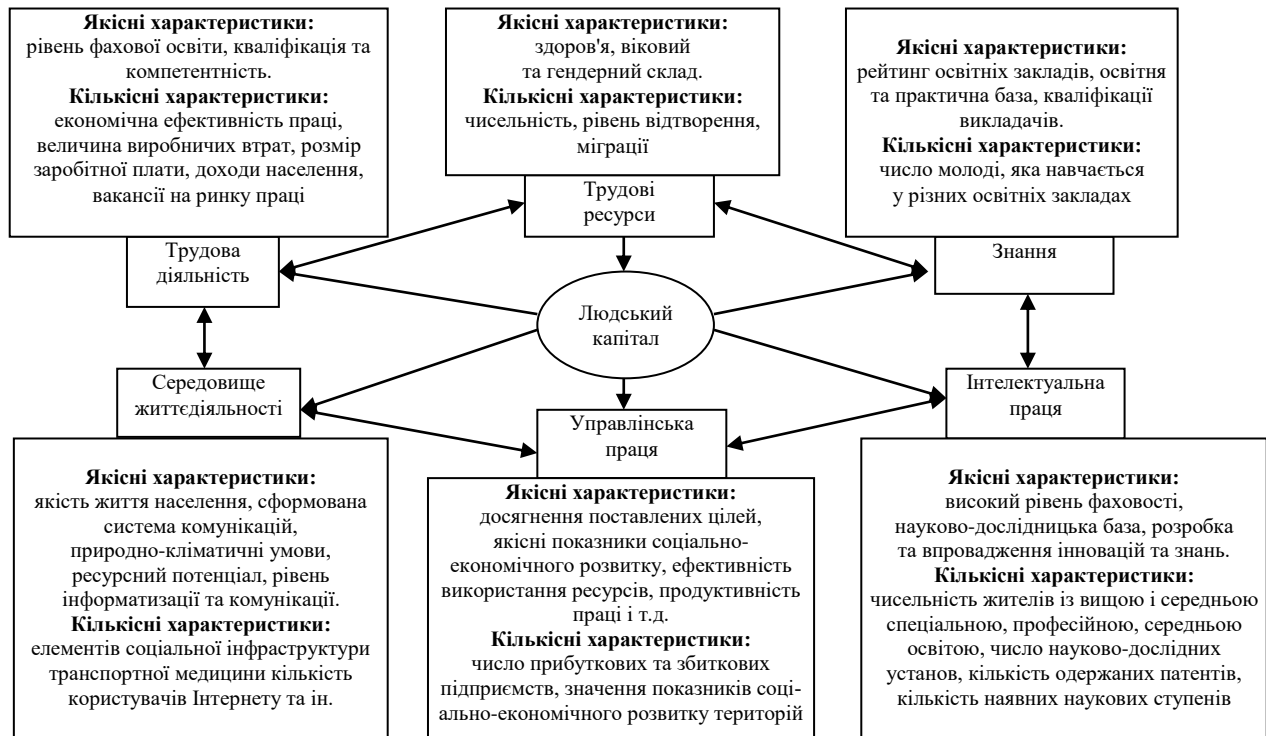 Якісні характеристики:
рівень фахової освіти, кваліфікація та
компетентність.
Кількісні характеристики:
економічна ефективність праці,
величина виробничих втрат, розмір
заробітної плати, доходи населення,
вакансії на ринку праці
Трудова
діяльність
Якісні характеристики:
здоров'я, віковий
та гендерний склад.
Кількісні характеристики:
чисельність, рівень відтворення,
міграції
Трудові
ресурси
Якісні характеристики:
рейтинг освітніх закладів, освітня
та практична база, кваліфікації
викладачів.
Кількісні характеристики:
число молоді, яка навчається
у різних освітніх закладах
Знання
Людський
капітал
Середовище
життєдіяльності
Якісні характеристики:
якість життя населення, сформована
система комунікацій,
природно-кліматичні умови,
ресурсний потенціал, рівень
інформатизації та комунікації.
Кількісні характеристики:
елементів соціальної інфраструктури
транспортної медицини кількість
користувачів Інтернету та ін.
Управлінська
праця
Якісні характеристики:
досягнення поставлених цілей,
якісні показники соціально-
економічного розвитку, ефективність
використання ресурсів, продуктивність
праці і т.д.
Кількісні характеристики:
число прибуткових та збиткових
підприємств, значення показників соці-
ально-економічного розвитку територій
Інтелектуальна
праця
Якісні характеристики:
високий рівень фаховості,
науково-дослідницька база, розробка
та впровадження інновацій та знань.
Кількісні характеристики:
чисельність жителів із вищою і середньою
спеціальною, професійною, середньою
освітою, число науково-дослідних
установ, кількість одержаних патентів,
кількість наявних наукових ступенів